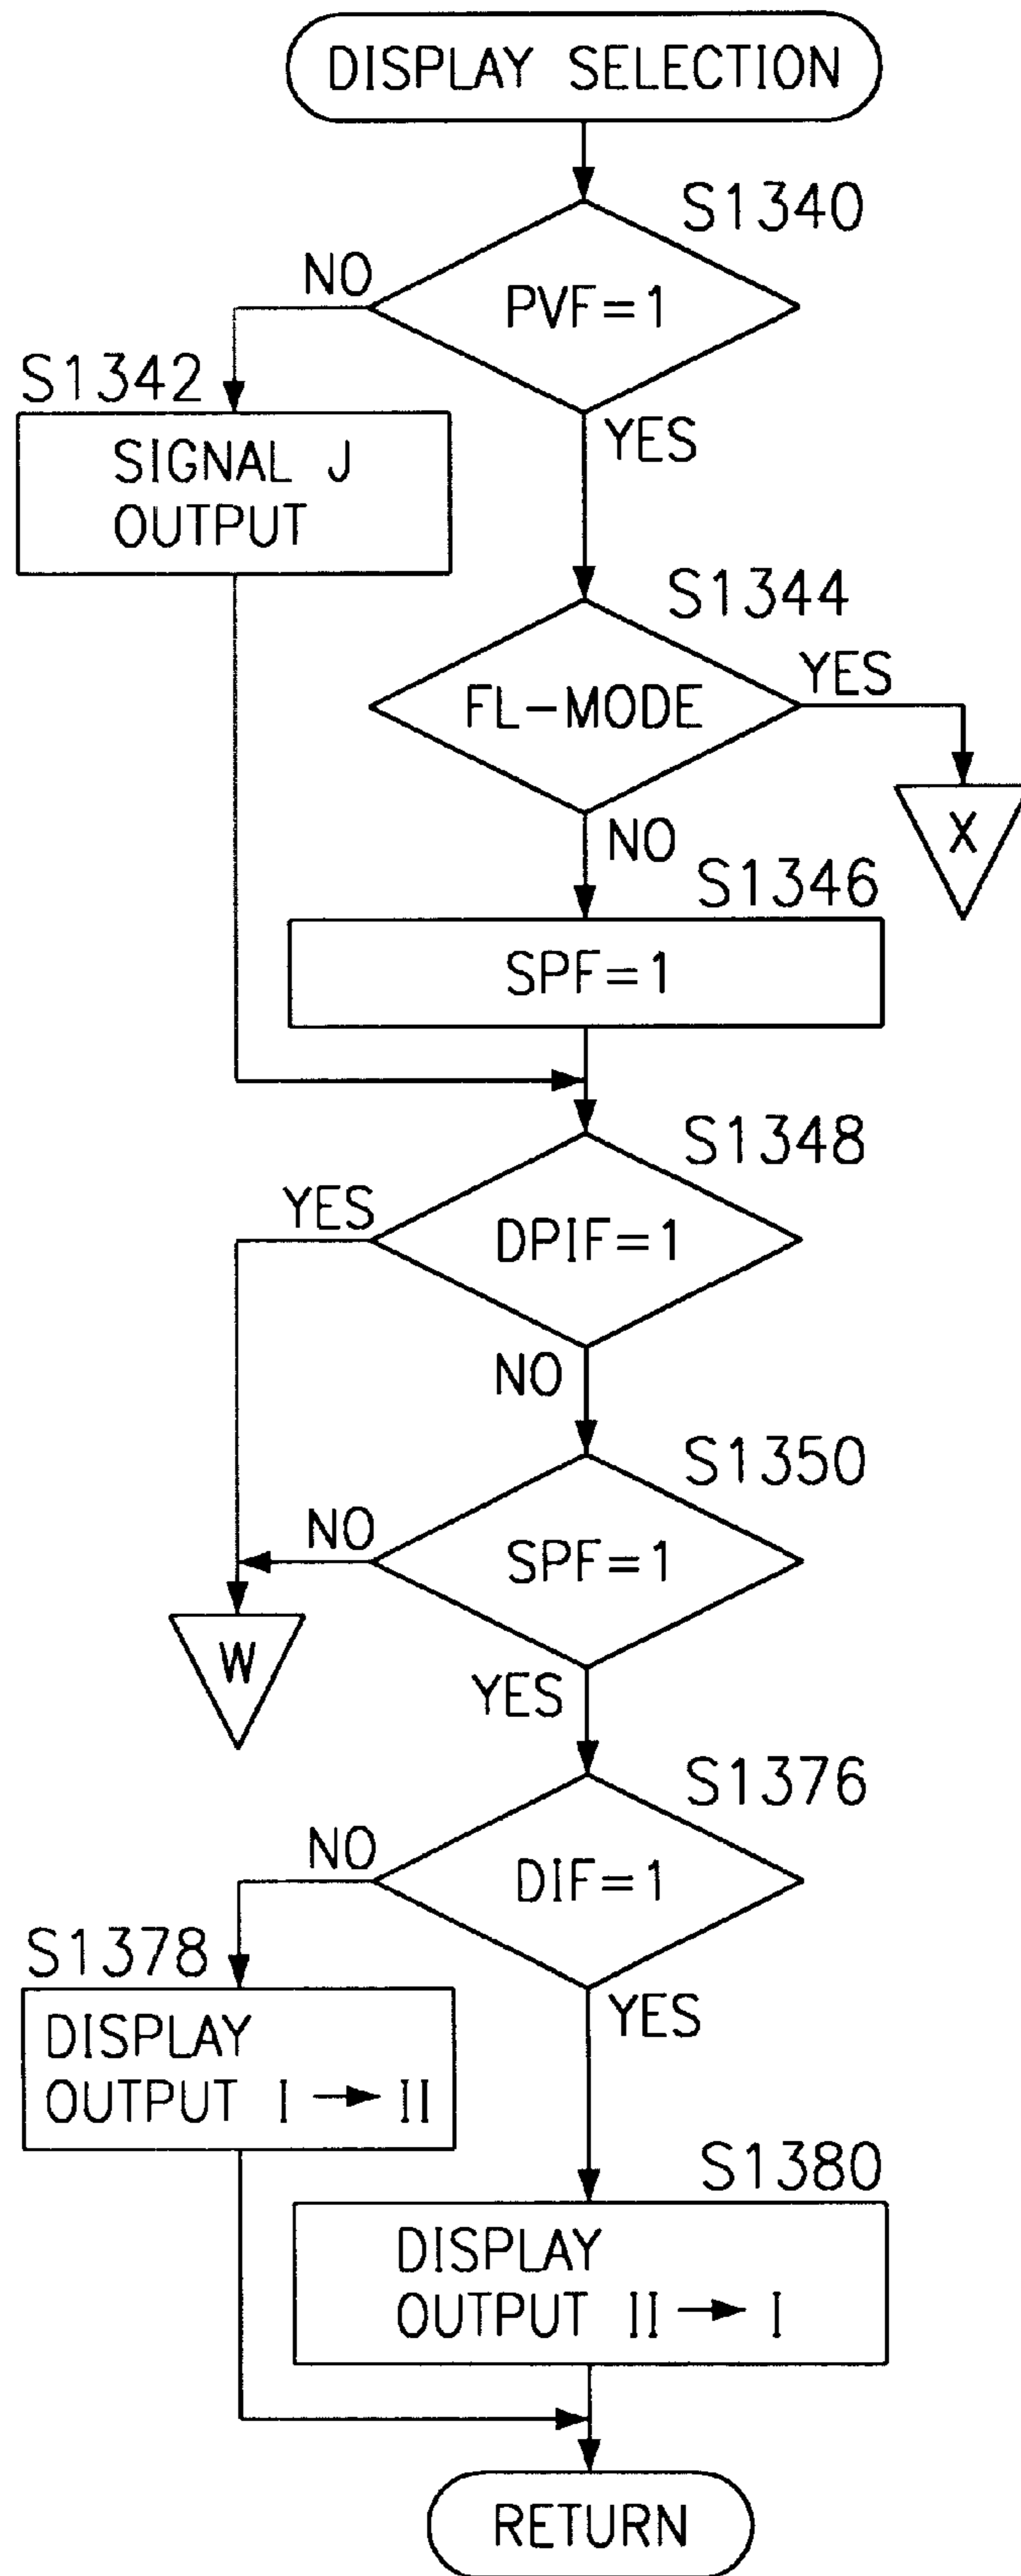 DISPLAY SELECTION
S1340
NO
PVF=1
S1342
YES
SIGNAL J
OUTPUT
S1344
YES
FL-MODE
X
NO
S1346
SPF=1
S1348
YES
DPIF=1
NO
S1350
NO
SPF=1
W
YES
S1376
NO
DIF=1
S1378
YES
DISPLAY
OUTPUT I → II
S1380
DISPLAY
OUTPUT II → I
RETURN